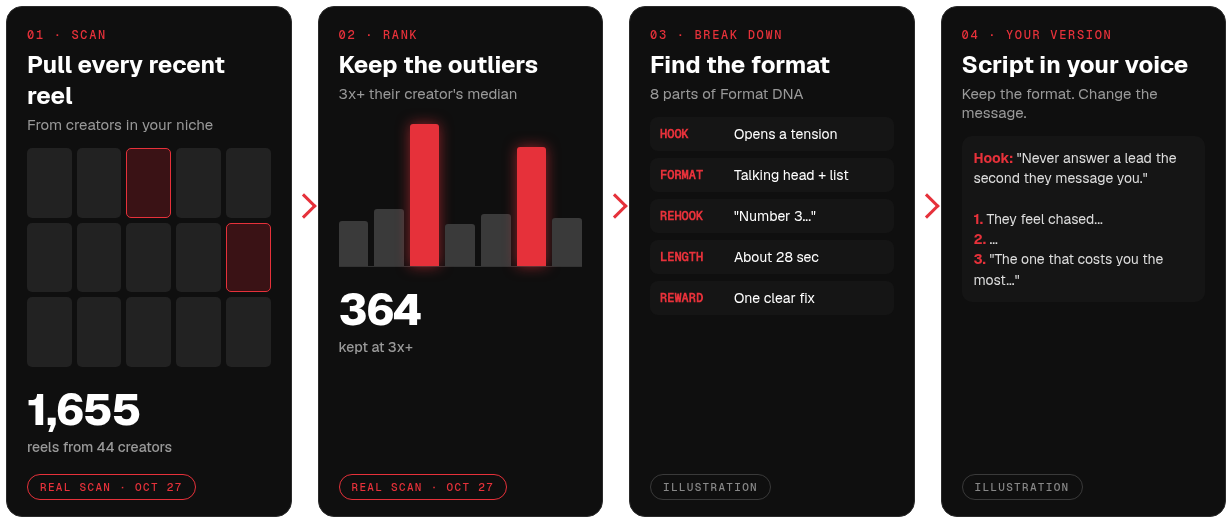 01 · SCAN
Pull every recent
reel
From creators in your niche
1,655
reels from 44 creators
REAL SCAN · OCT 27
02 · RANK
Keep the outliers
3x+ their creator's median
364
kept at 3x+
REAL SCAN · OCT 27
03 · BREAK DOWN
Find the format
8 parts of Format DNA
HOOK Opens a tension
FORMAT Talking head + list
REHOOK "Number 3..."
LENGTH About 28 sec
REWARD One clear fix
ILLUSTRATION
04 · YOUR VERSION
Script in your voice
Keep the format. Change the
message.
Hook: "Never answer a lead the
second they message you."
1. They feel chased...
2. ...
3. "The one that costs you the
most..."
ILLUSTRATION